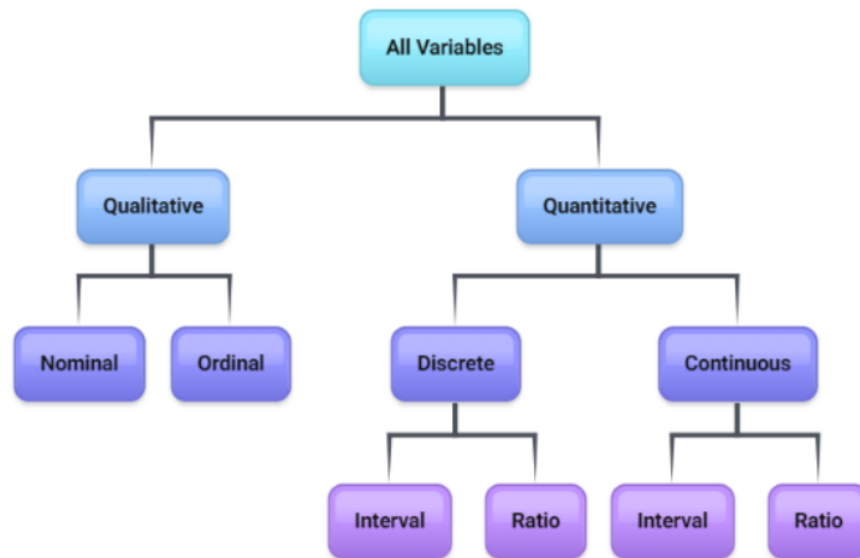 All Variables
Qualitative
Quantitative
Nominal
Ordinal
Discrete
Continuous
Interval
Ratio
Interval
Ratio